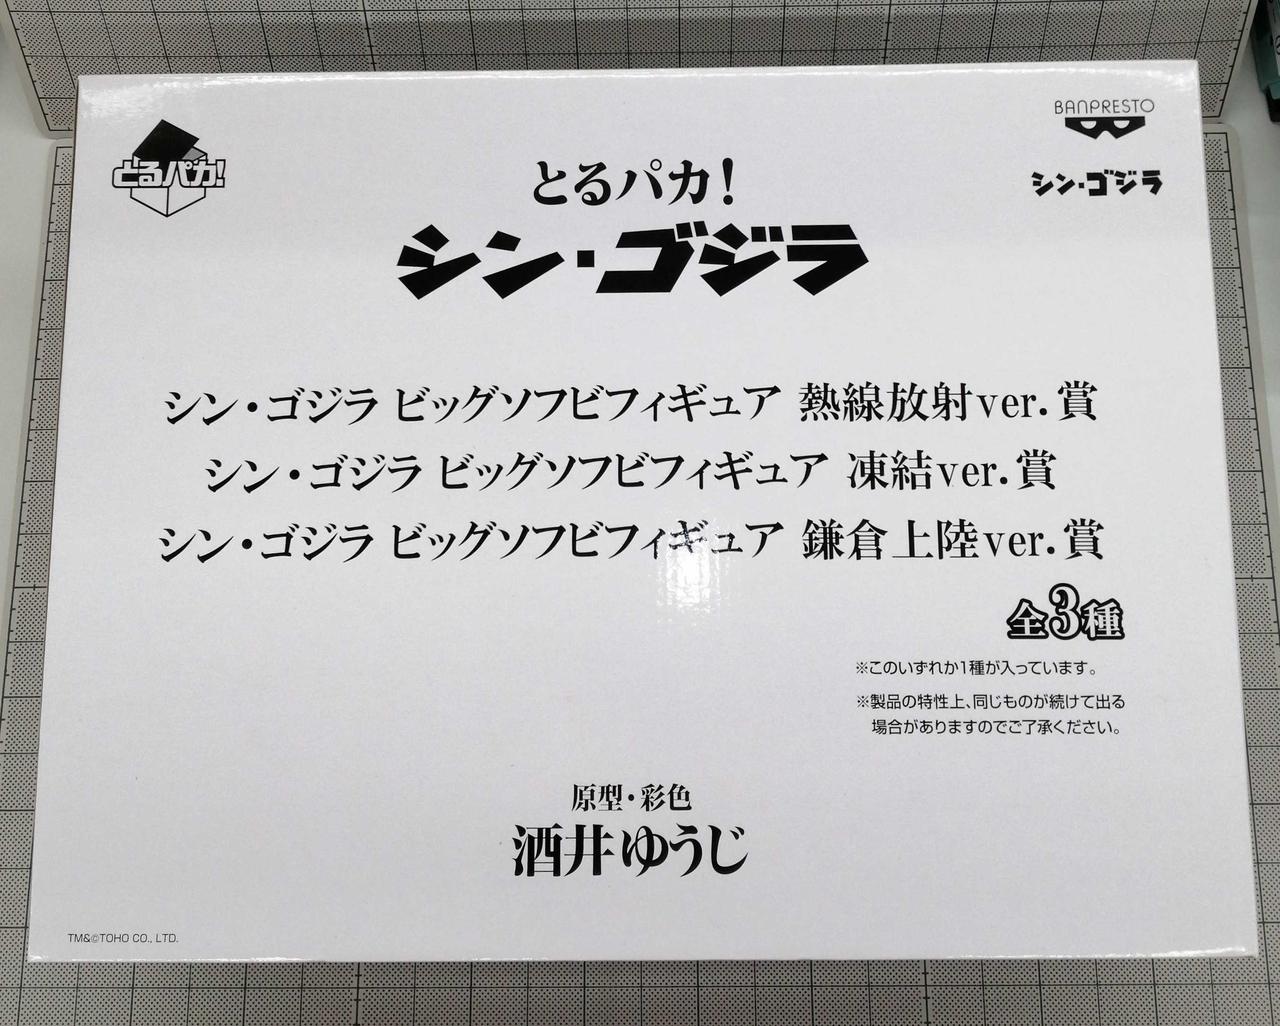 とるパカ!
BANPRESTO
シン・ゴジラ
とるパカ!
シン・ゴジラ
シン・ゴジラ ビッグソフビフィギュア 熱線放射ver.賞
シン・ゴジラ ビッグソフビフィギュア 凍結ver.賞
シン・ゴジラ ビッグソフビフィギュア 鎌倉上陸ver.賞
全3種
※このいずれか1種が入っています。
※製品の特性上、同じものが続けて出る
場合がありますのでご了承ください。
原型・彩色
酒井ゆうじ
TM&©TOHO CO., LTD.